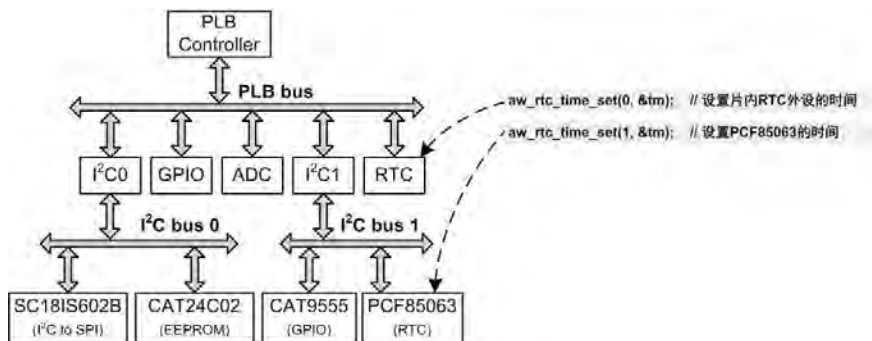 PLB
Controller
PLB bus
aw_rtc_time_set(0, &tm); // 设置片内RTC外设的时间
aw_rtc_time_set(1, &tm); // 设置PCF85063的时间
I²C0
GPIO
ADC
I²C1
RTC
I²C bus 0
I²C bus 1
SC18IS602B
(I²C to SPI)
CAT24C02
(EEPROM)
CAT9555
(GPIO)
PCF85063
(RTC)